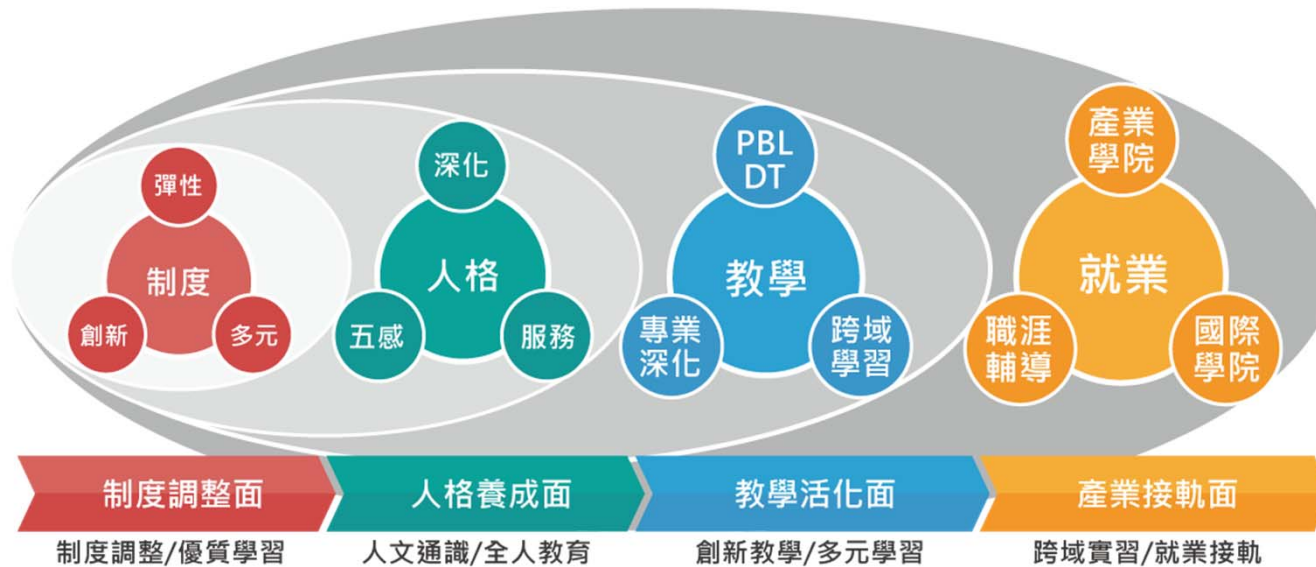 彈性
制度
創新
多元
深化
人格
五感
服務
PBL
DT
教學
專業
深化
跨域
學習
產業
學院
就業
職涯
輔導
國際
學院
制度調整面
人格養成面
教學活化面
產業接軌面
制度調整/優質學習
人文通識/全人教育
創新教學/多元學習
跨域實習/就業接軌